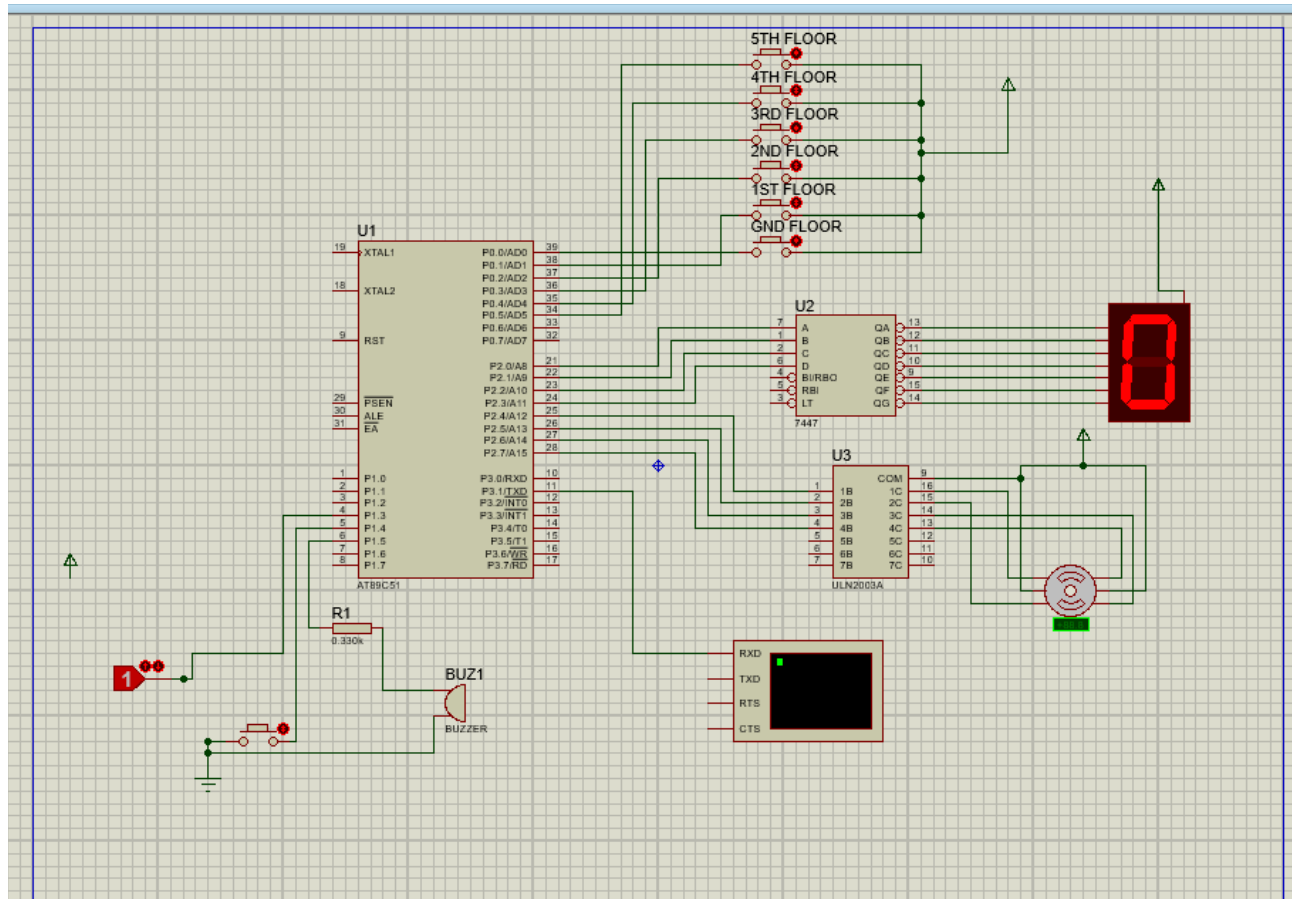 5TH FLOOR
4TH FLOOR
3RD FLOOR
2ND FLOOR
1ST FLOOR
GND FLOOR
U1
19 XTAL1
18 XTAL2
9 RST
29 PSEN
30 ALE
31 EA
1 P1.0
2 P1.1
3 P1.2
4 P1.3
5 P1.4
6 P1.5
7 P1.6
8 P1.7
P0.0/AD0 39
P0.1/AD1 38
P0.2/AD2 37
P0.3/AD3 36
P0.4/AD4 35
P0.5/AD5 34
P0.6/AD6 33
P0.7/AD7 32
P2.0/A8 21
P2.1/A9 22
P2.2/A10 23
P2.3/A11 24
P2.4/A12 25
P2.5/A13 26
P2.6/A14 27
P2.7/A15 28
P3.0/RXD 10
P3.1/TXD 11
P3.2/INT0 12
P3.3/INT1 13
P3.4/T0 14
P3.5/T1 15
P3.6/WR 16
P3.7/RD 17
AT89C51
U2
7 A
1 B
2 C
6 D
4 BI/RBO
5 RBI
3 LT
QA 13
QB 12
QC 11
QD 10
QE 9
QF 15
QG 14
7447
0
U3
1 1B
2 2B
3 3B
4 4B
5 5B
6 6B
7 7B
COM 9
1C 16
2C 15
3C 14
4C 13
5C 12
6C 11
7C 10
ULN2003A
R1
0.330k
1
BUZ1
BUZZER
RXD
TXD
RTS
CTS